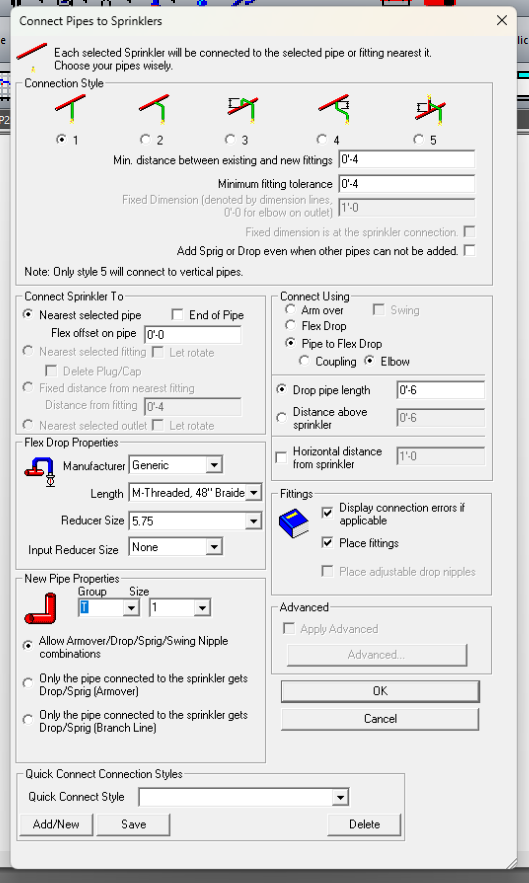 Connect Pipes to Sprinklers
Each selected Sprinkler will be connected to the selected pipe or fitting nearest it.
Choose your pipes wisely.
Connection Style
1
2
3
4
5
Min. distance between existing and new fittings 0'-4
Minimum fitting tolerance 0'-4
Fixed Dimension (denoted by dimension lines,
0'-0 for elbow on outlet) 1'-0
Fixed dimension is at the sprinkler connection.
Add Sprig or Drop even when other pipes can not be added.
Note: Only style 5 will connect to vertical pipes.
Connect Sprinkler To
Nearest selected pipe End of Pipe
Flex offset on pipe 0'-0
Nearest selected fitting Let rotate
Delete Plug/Cap
Fixed distance from nearest fitting
Distance from fitting 0'-4
Nearest selected outlet Let rotate
Connect Using
Arm over Swing
Flex Drop
Pipe to Flex Drop
Coupling Elbow
Drop pipe length 0'-6
Distance above
sprinkler 0'-6
Horizontal distance
from sprinkler 1'-0
Flex Drop Properties
Manufacturer Generic
Length M-Threaded, 48" Braide
Reducer Size 5.75
Input Reducer Size None
Fittings
Display connection errors if
applicable
Place fittings
Place adjustable drop nipples
New Pipe Properties
Group Size
T 1
Allow Armover/Drop/Sprig/Swing Nipple
combinations
Only the pipe connected to the sprinkler gets
Drop/Sprig (Armover)
Only the pipe connected to the sprinkler gets
Drop/Sprig (Branch Line)
Advanced
Apply Advanced
Advanced...
OK
Cancel
Quick Connect Connection Styles
Quick Connect Style
Add/New Save Delete